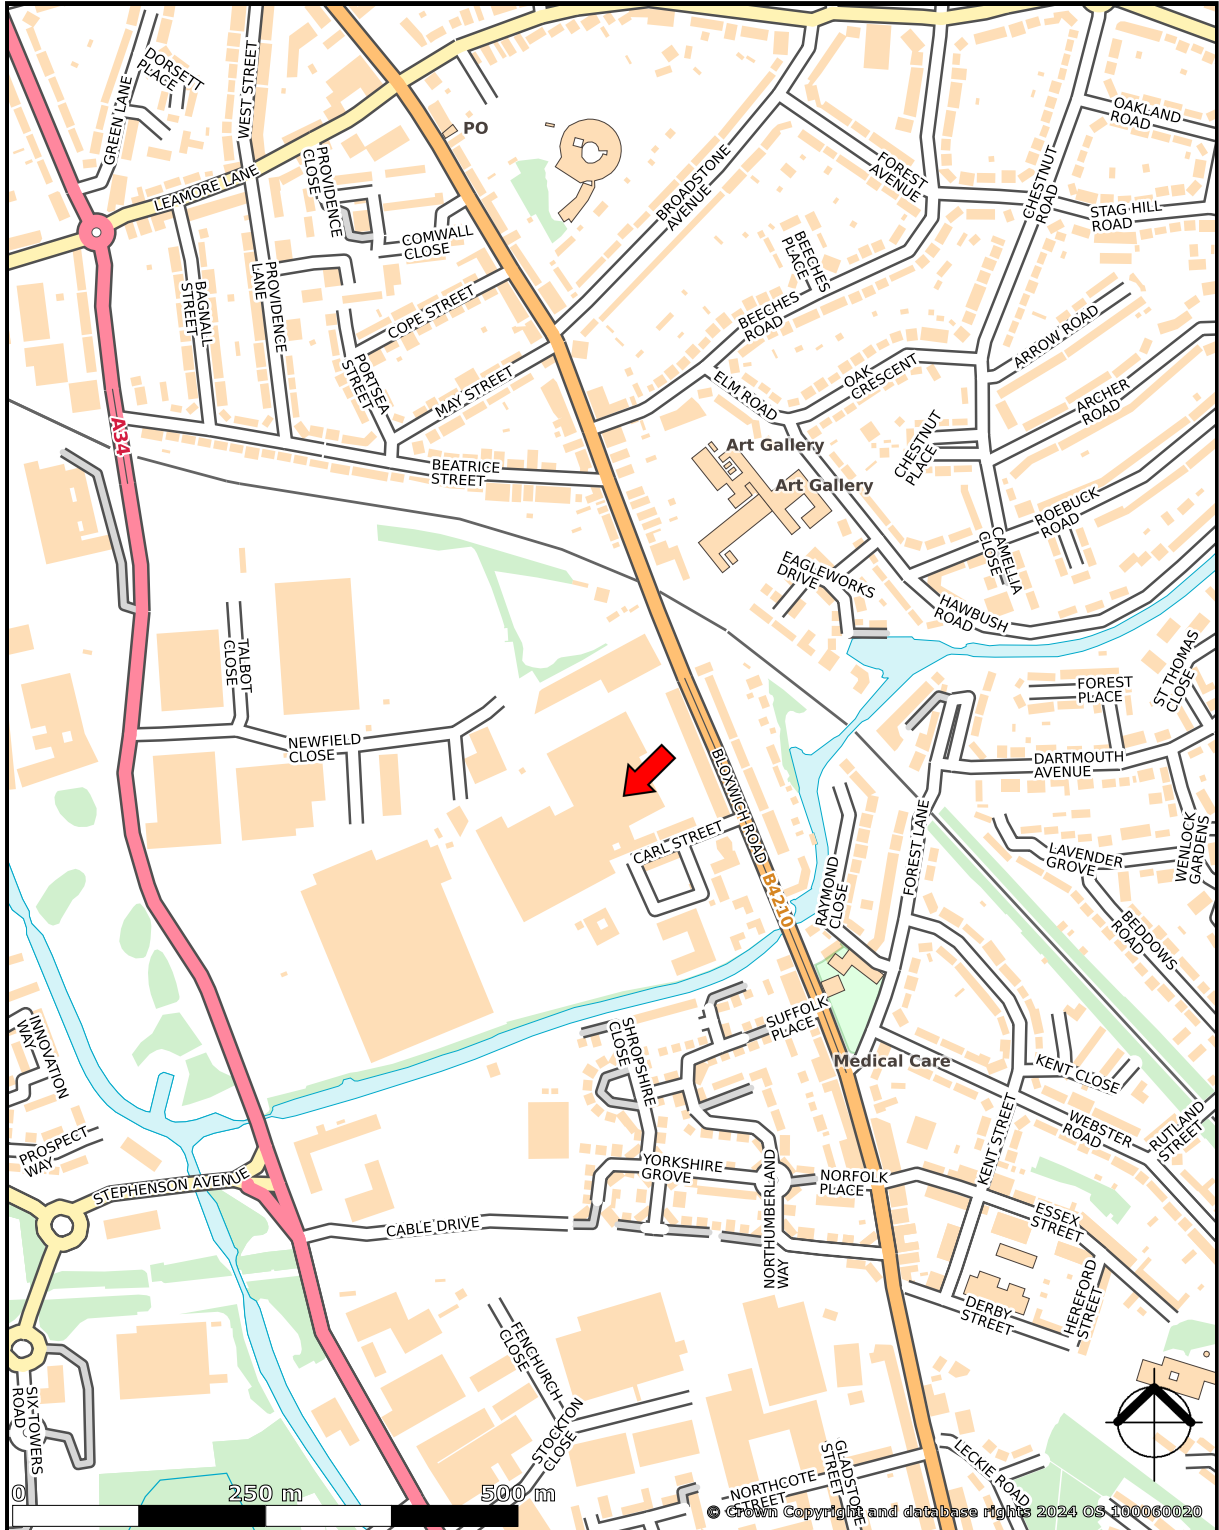 DORSETT
PLACE
GREEN LANE
WEST STREET
LEAMORE LANE
PROVIDENCE
CLOSE
COMWALL
CLOSE
PO
BROADSTONE
AVENUE
FOREST
AVENUE
CHESTNUT
ROAD
OAKLAND
ROAD
STAG HILL
ROAD
BAGNALL
STREET
PROVIDENCE
LANE
COPE STREET
PORTSEA
STREET
MAY STREET
BEECHES
PLACE
BEECHES
ROAD
ELM ROAD
OAK
CRESCENT
ARROW ROAD
ARCHER
ROAD
CHESTNUT
PLACE
A34
BEATRICE
STREET
Art Gallery
Art Gallery
ROEBUCK
ROAD
CAMELLIA
CLOSE
EAGLEWORKS
DRIVE
HAWBUSH
ROAD
TALBOT
CLOSE
NEWFIELD
CLOSE
FOREST
PLACE
ST THOMAS
CLOSE
BLOXWICH ROAD
DARTMOUTH
AVENUE
CARL STREET
B4210
RAYMOND
CLOSE
FOREST LANE
LAVENDER
GROVE
WENLOCK
GARDENS
BEDDOWS
ROAD
INNOVATION
WAY
SHROPSHIRE
CLOSE
SUFFOLK
PLACE
Medical Care
KENT CLOSE
PROSPECT
WAY
WEBSTER
ROAD
RUTLAND
STREET
KENT STREET
STEPHENSON AVENUE
YORKSHIRE
GROVE
NORTHUMBERLAND
WAY
NORFOLK
PLACE
ESSEX
STREET
CABLE DRIVE
HEREFORD
STREET
DERBY
STREET
FENCHURCH
CLOSE
STOCKTON
CLOSE
SIX TOWERS
ROAD
GLADSTONE
STREET
NORTHCOTE
STREET
LECKIE ROAD
0 250 m 500 m
© Crown Copyright and database rights 2024 OS 100060020